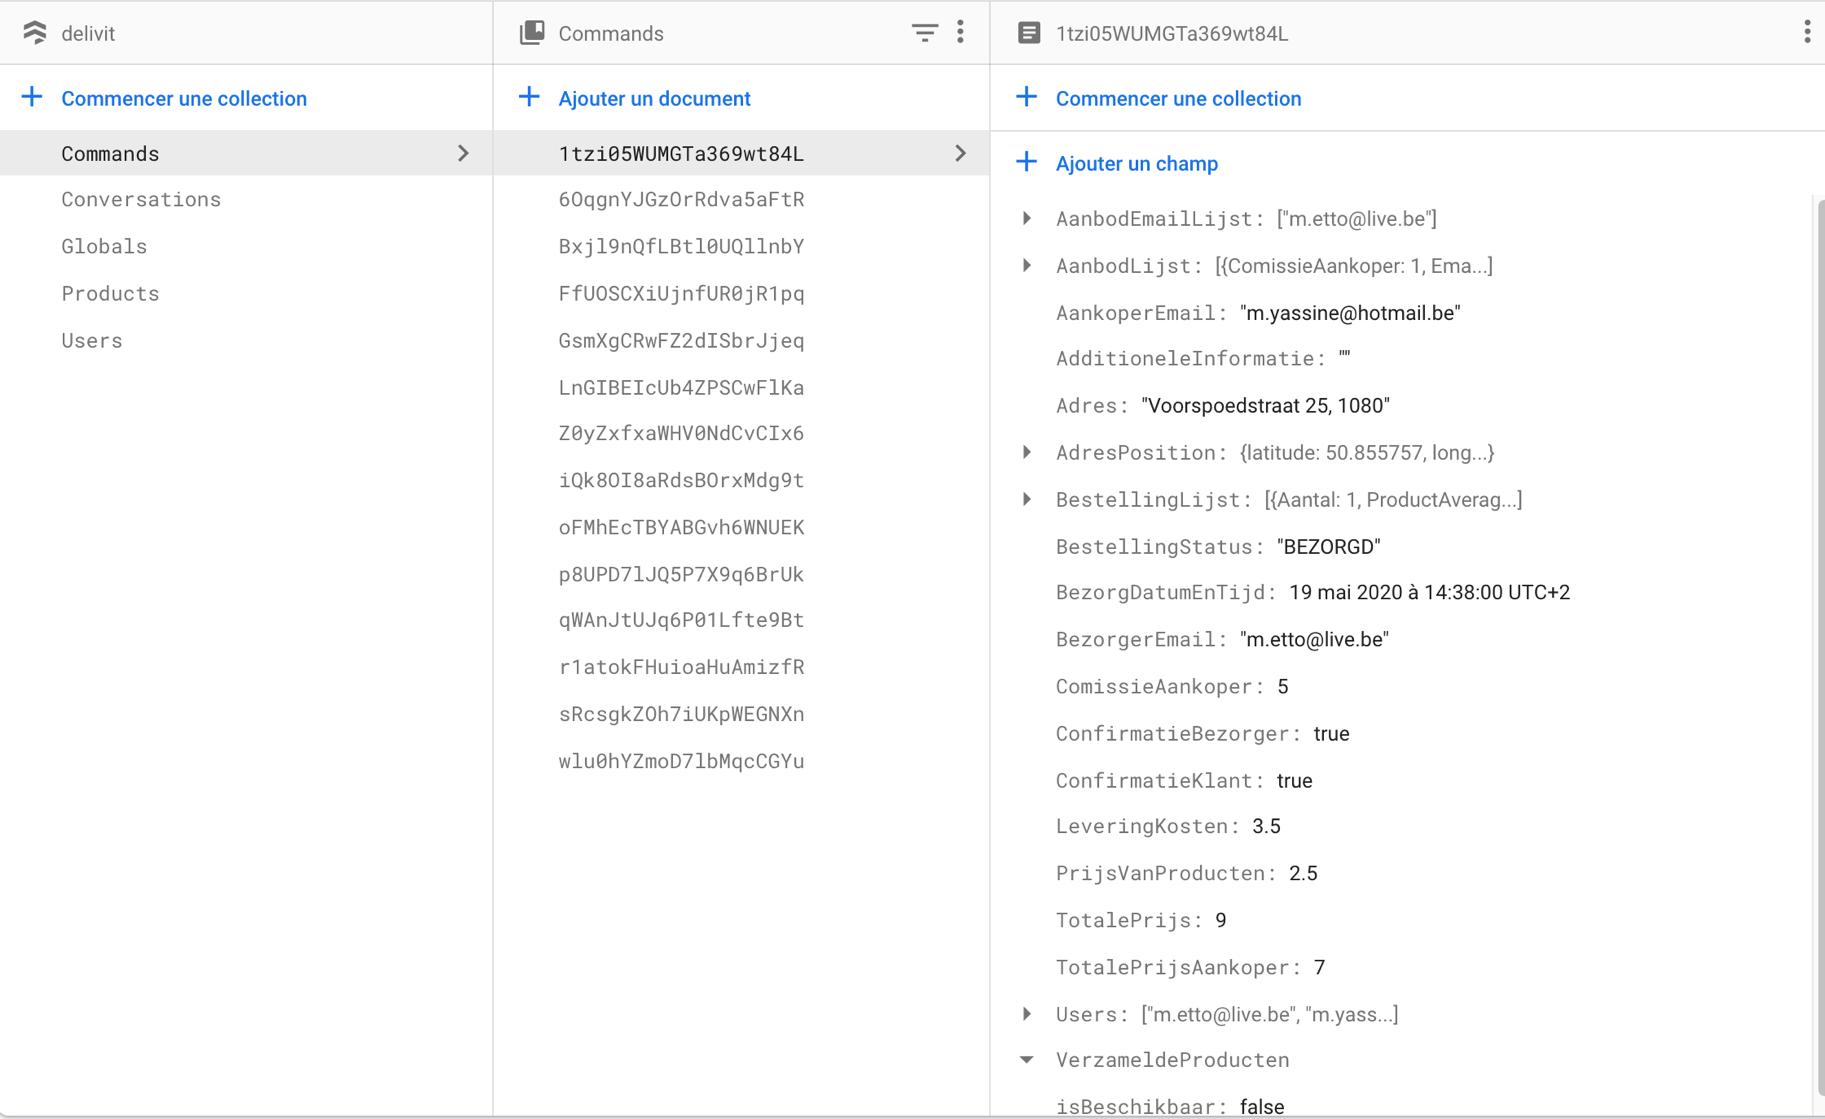 delivit
Commencer une collection
Commands
Conversations
Globals
Products
Users
Commands
Ajouter un document
1tzi05WUMGTa369wt84L
6OqgnYJGzOrRdva5aFtR
Bxjl9nQfLBtl0UQllnbY
FfUOSCXiUjnfUR0jR1pq
GsmXgCRwFZ2dISbrJjeq
LnGIBEIcUb4ZPSCwFlKa
Z0yZxfxaWHV0NdCvCIx6
iQk8OI8aRdsBOrxMdg9t
oFMhEcTBYABGvh6WNUEK
p8UPD7lJQ5P7X9q6BrUk
qWAnJtUJq6P01Lfte9Bt
r1atokFHuioaHuAmizfR
sRcsgkZOh7iUKpWEGNXn
wlu0hYZmoD7lbMqcCGYu
1tzi05WUMGTa369wt84L
Commencer une collection
Ajouter un champ
AanbodEmailLijst: ["m.etto@live.be"]
AanbodLijst: [{ComissieAankoper: 1, Ema...]
AankoperEmail: "m.yassine@hotmail.be"
AdditioneleInformatie: ""
Adres: "Voorspoedstraat 25, 1080"
AdresPosition: {latitude: 50.855757, long...}
BestellingLijst: [{Aantal: 1, ProductAverag...]
BestellingStatus: "BEZORGD"
BezorgDatumEnTijd: 19 mai 2020 à 14:38:00 UTC+2
BezorgerEmail: "m.etto@live.be"
ComissieAankoper: 5
ConfirmatieBezorger: true
ConfirmatieKlant: true
LeveringKosten: 3.5
PrijsVanProducten: 2.5
TotalePrijs: 9
TotalePrijsAankoper: 7
Users: ["m.etto@live.be", "m.yass...]
VerzameldeProducten
isBeschikbaar: false